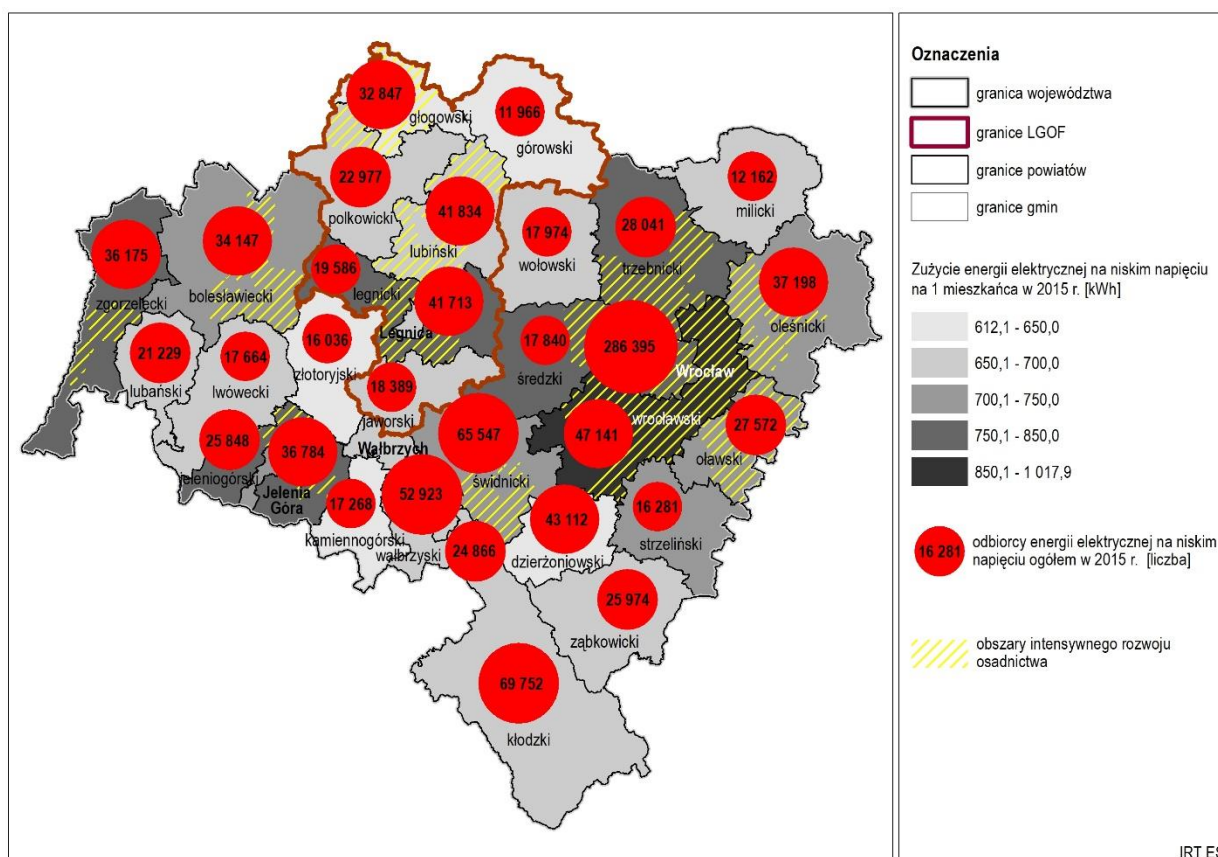 32 847
głogowski
11 966
górowski
22 977
polkowicki
41 834
lubiński
12 162
milicki
17 974
wołowski
28 041
trzebnicki
36 175
zgorzelecki
34 147
bolesławiecki
19 586
legnicki
41 713
Legnica
37 198
oleśnicki
21 229
lubański
17 664
lwówecki
16 036
złotoryjski
18 389
jaworski
17 840
średzki
286 395
Wrocław
wrocławski
47 141
27 572
oławski
25 848
jeleniogórski
36 784
Jelenia
Góra
Wałbrzych
65 547
świdnicki
52 923
17 268
kamiennogórski
wałbrzyski
24 866
43 112
dzierżoniowski
16 281
strzeliński
25 974
ząbkowicki
69 752
kłodzki
Oznaczenia
granica województwa
granice LGOF
granice powiatów
granice gmin
Zużycie energii elektrycznej na niskim napięciu
na 1 mieszkańca w 2015 r. [kWh]
612,1 - 650,0
650,1 - 700,0
700,1 - 750,0
750,1 - 850,0
850,1 - 1 017,9
16 281
odbiorcy energii elektrycznej na niskim
napięciu ogółem w 2015 r. [liczba]
obszary intensywnego rozwoju
osadnictwa
IRT ES